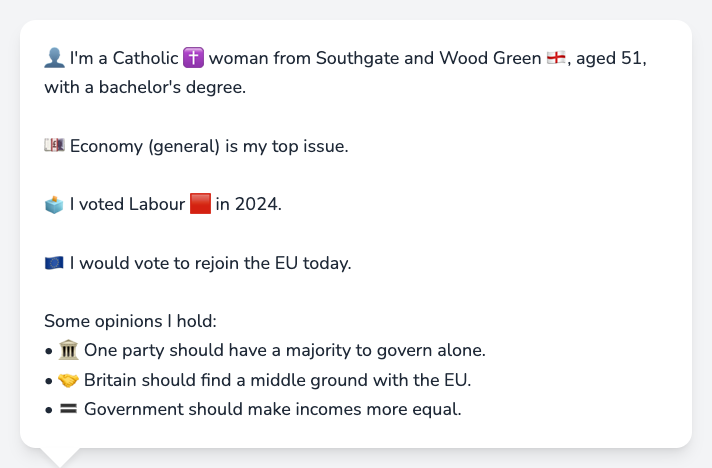 👤 I'm a Catholic ✝️ woman from Southgate and Wood Green 🏴󠁧󠁢󠁥󠁮󠁧󠁿, aged 51,
with a bachelor's degree.
💷 Economy (general) is my top issue.
🗳️ I voted Labour 🟥 in 2024.
🇪🇺 I would vote to rejoin the EU today.
Some opinions I hold:
• 🏛️ One party should have a majority to govern alone.
• 🤝 Britain should find a middle ground with the EU.
• 🟰 Government should make incomes more equal.